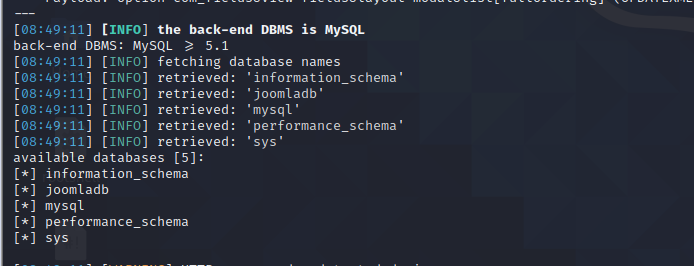 ---
[08:49:11] [INFO] the back-end DBMS is MySQL
back-end DBMS: MySQL ≥ 5.1
[08:49:11] [INFO] fetching database names
[08:49:11] [INFO] retrieved: 'information_schema'
[08:49:11] [INFO] retrieved: 'joomladb'
[08:49:11] [INFO] retrieved: 'mysql'
[08:49:11] [INFO] retrieved: 'performance_schema'
[08:49:11] [INFO] retrieved: 'sys'
available databases [5]:
[*] information_schema
[*] joomladb
[*] mysql
[*] performance_schema
[*] sys